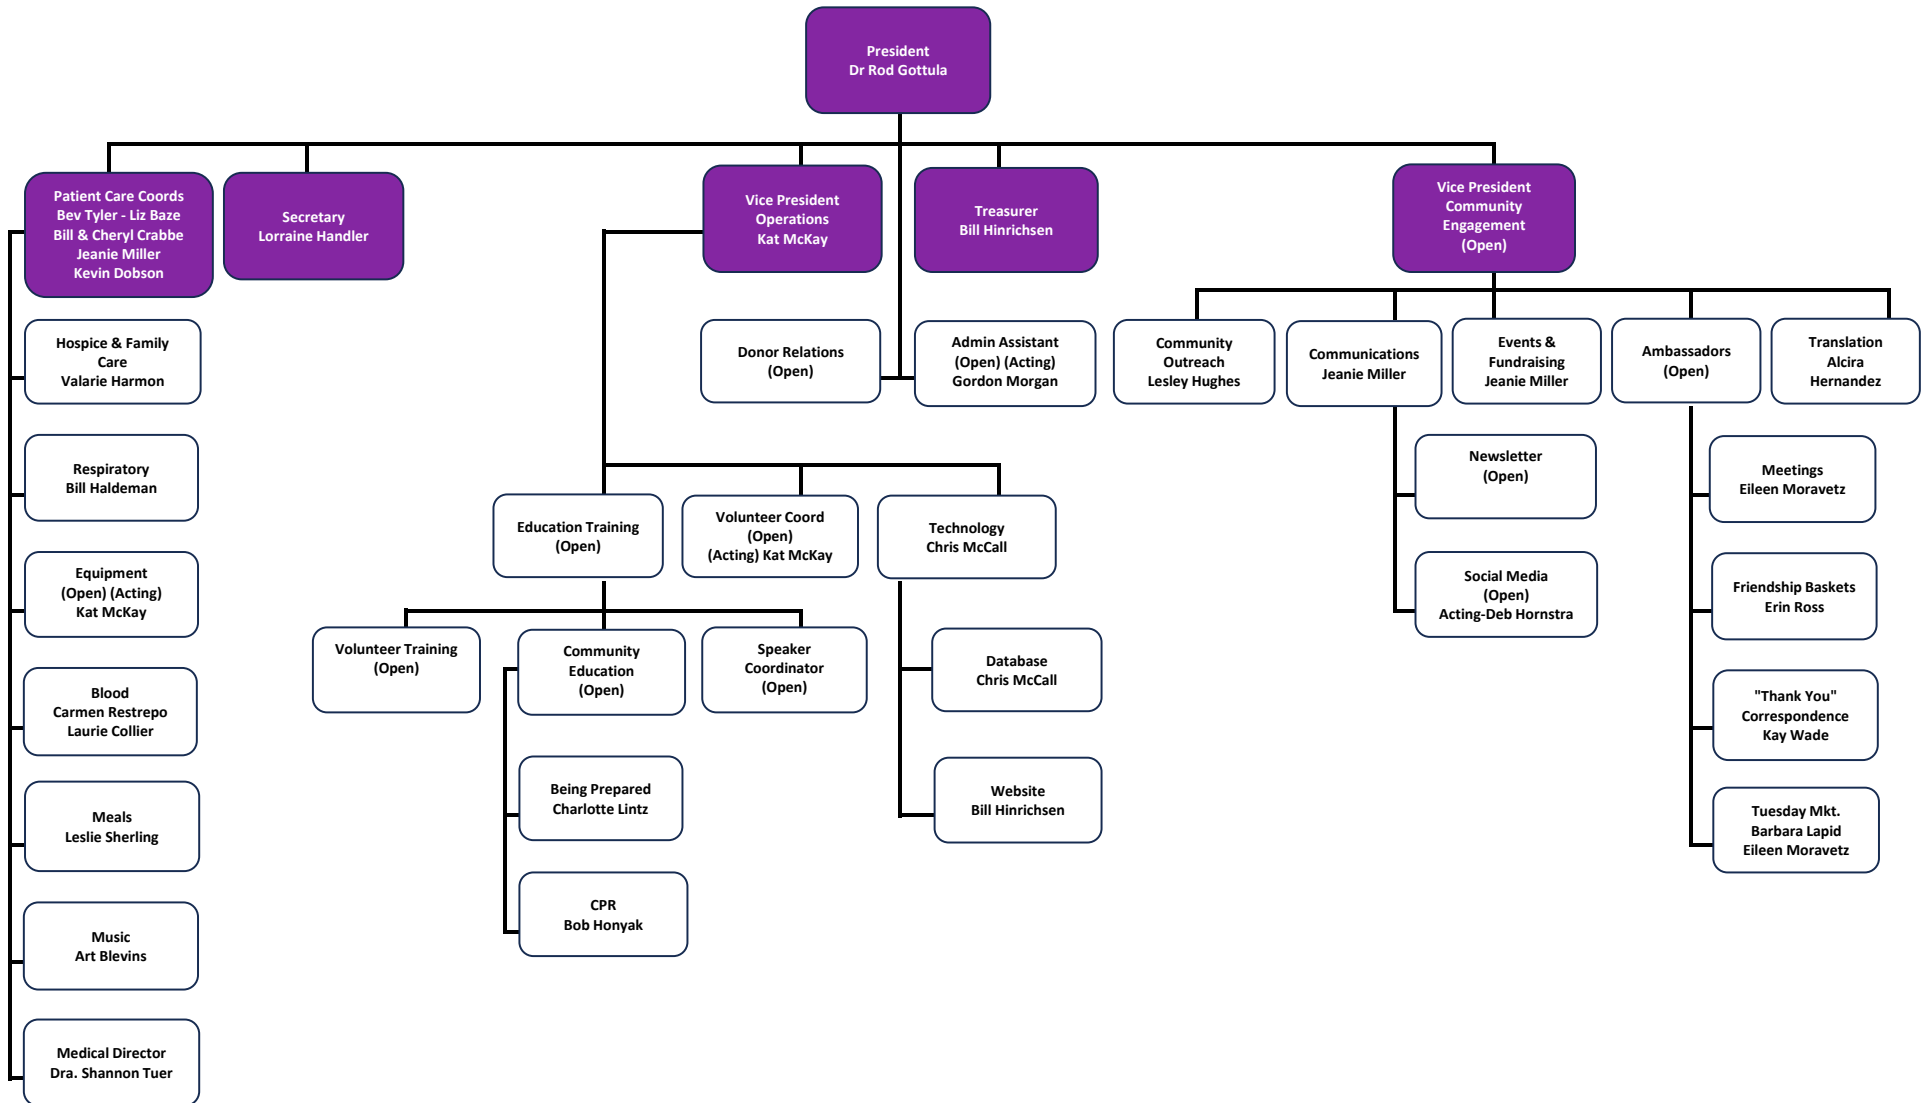 President
Dr Rod Gottula
Patient Care Coords
Bev Tyler - Liz Baze
Bill & Cheryl Crabbe
Jeanie Miller
Kevin Dobson
Secretary
Lorraine Handler
Vice President
Operations
Kat McKay
Treasurer
Bill Hinrichsen
Vice President
Community
Engagement
(Open)
Hospice & Family
Care
Valarie Harmon
Donor Relations
(Open)
Admin Assistant
(Open) (Acting)
Gordon Morgan
Community
Outreach
Lesley Hughes
Communications
Jeanie Miller
Events &
Fundraising
Jeanie Miller
Ambassadors
(Open)
Translation
Alcira
Hernandez
Respiratory
Bill Haldeman
Newsletter
(Open)
Meetings
Eileen Moravetz
Education Training
(Open)
Volunteer Coord
(Open)
(Acting) Kat McKay
Technology
Chris McCall
Equipment
(Open) (Acting)
Kat McKay
Social Media
(Open)
Acting-Deb Hornstra
Friendship Baskets
Erin Ross
Volunteer Training
(Open)
Community
Education
(Open)
Speaker
Coordinator
(Open)
Database
Chris McCall
Blood
Carmen Restrepo
Laurie Collier
"Thank You"
Correspondence
Kay Wade
Being Prepared
Charlotte Lintz
Website
Bill Hinrichsen
Meals
Leslie Sherling
Tuesday Mkt.
Barbara Lapid
Eileen Moravetz
CPR
Bob Honyak
Music
Art Blevins
Medical Director
Dra. Shannon Tuer